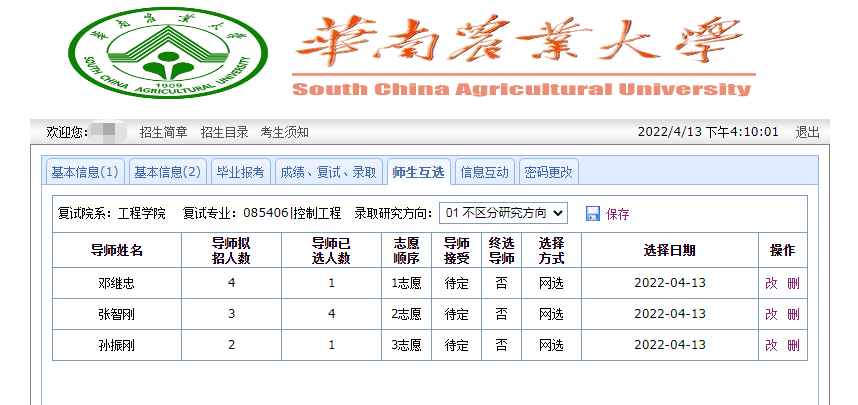 華南農業大學
SOUTH CHINA AGRICULTURAL UNIVERSITY
1909
華南農業大學
South China Agricultural University
欢迎您: 招生简章 招生目录 考生须知 2022/4/13 下午4:10:01 退出
基本信息(1) 基本信息(2) 毕业报考 成绩、复试、录取 师生互选 信息互动 密码更改
复试院系：工程学院 复试专业：085406|控制工程 录取研究方向: 01 不区分研究方向 保存
导师姓名 导师拟招人数 导师已选人数 志愿顺序 导师接受 终选导师 选择方式 选择日期 操作
邓继忠 4 1 1志愿 待定 否 网选 2022-04-13 改 删
张智刚 3 4 2志愿 待定 否 网选 2022-04-13 改 删
孙振刚 2 1 3志愿 待定 否 网选 2022-04-13 改 删